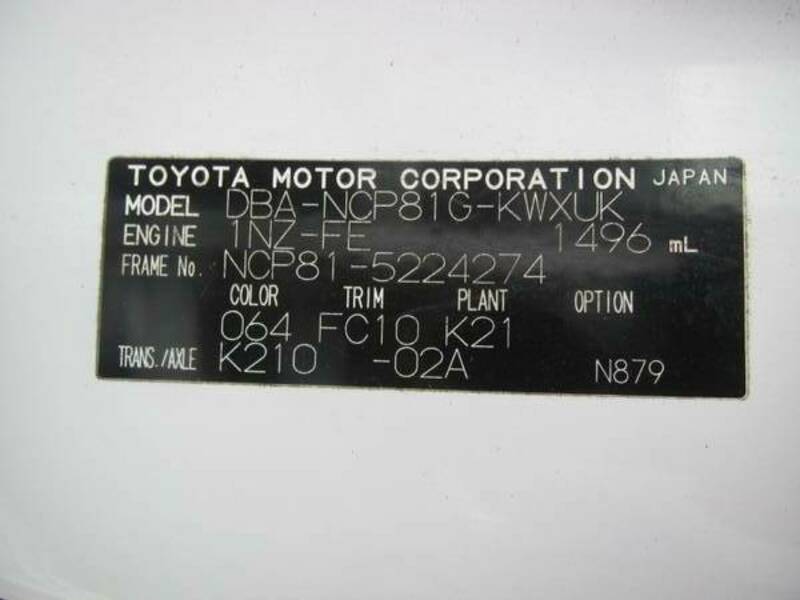 TOYOTA MOTOR CORPORATION JAPAN
MODEL DBA-NCP81G-KWXUK
ENGINE 1NZ-FE 1496 mL
FRAME No. NCP81-5224274
COLOR TRIM PLANT OPTION
064 FC10 K21
TRANS./AXLE K210 -02A N879